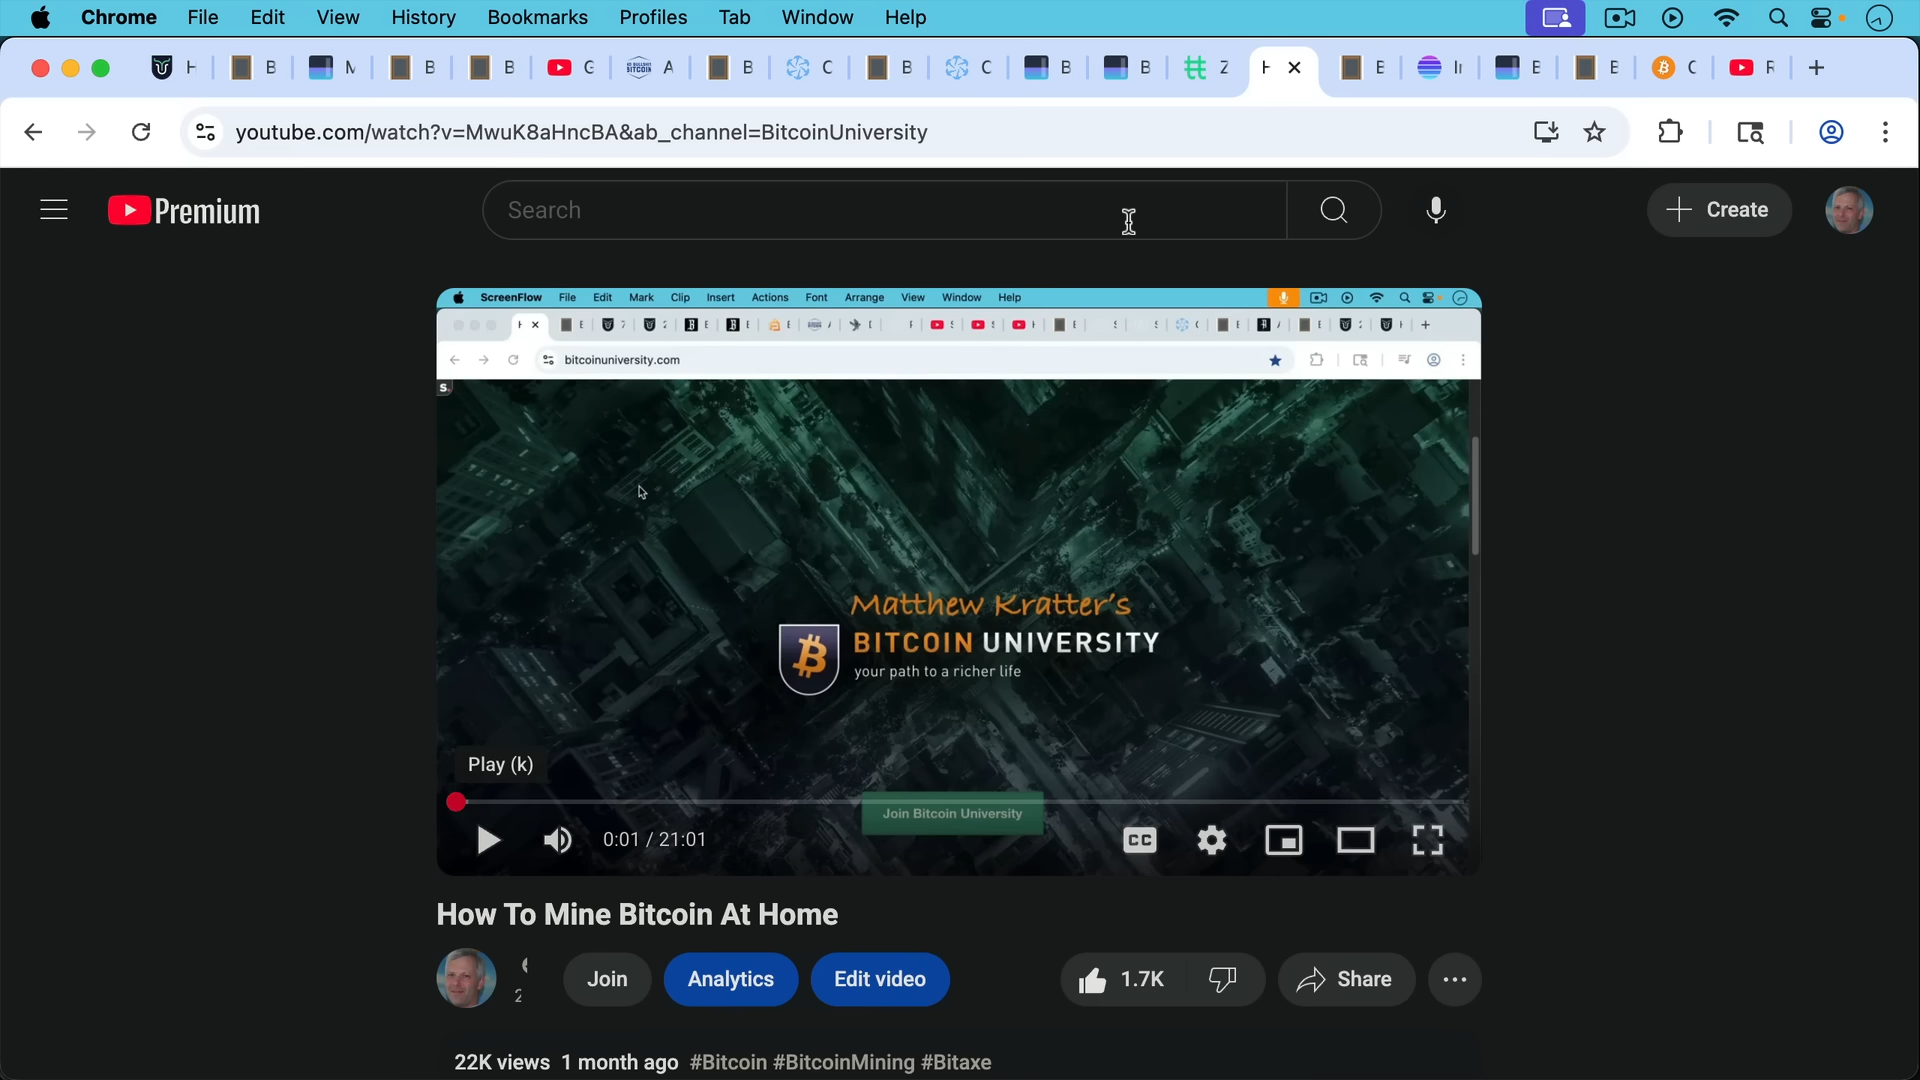 Chrome File Edit View History Bookmarks Profiles Tab Window Help
youtube.com/watch?v=MwuK8aHncBA&ab_channel=BitcoinUniversity
Premium
Search
Create
ScreenFlow File Edit Mark Clip Insert Actions Font Arrange View Window Help
bitcoinuniversity.com
S.
Matthew Kratter's
BITCOIN UNIVERSITY
your path to a richer life
Play (k)
Join Bitcoin University
0:01 / 21:01
CC
How To Mine Bitcoin At Home
Join
Analytics
Edit video
1.7K
Share
22K views 1 month ago #Bitcoin #BitcoinMining #Bitaxe